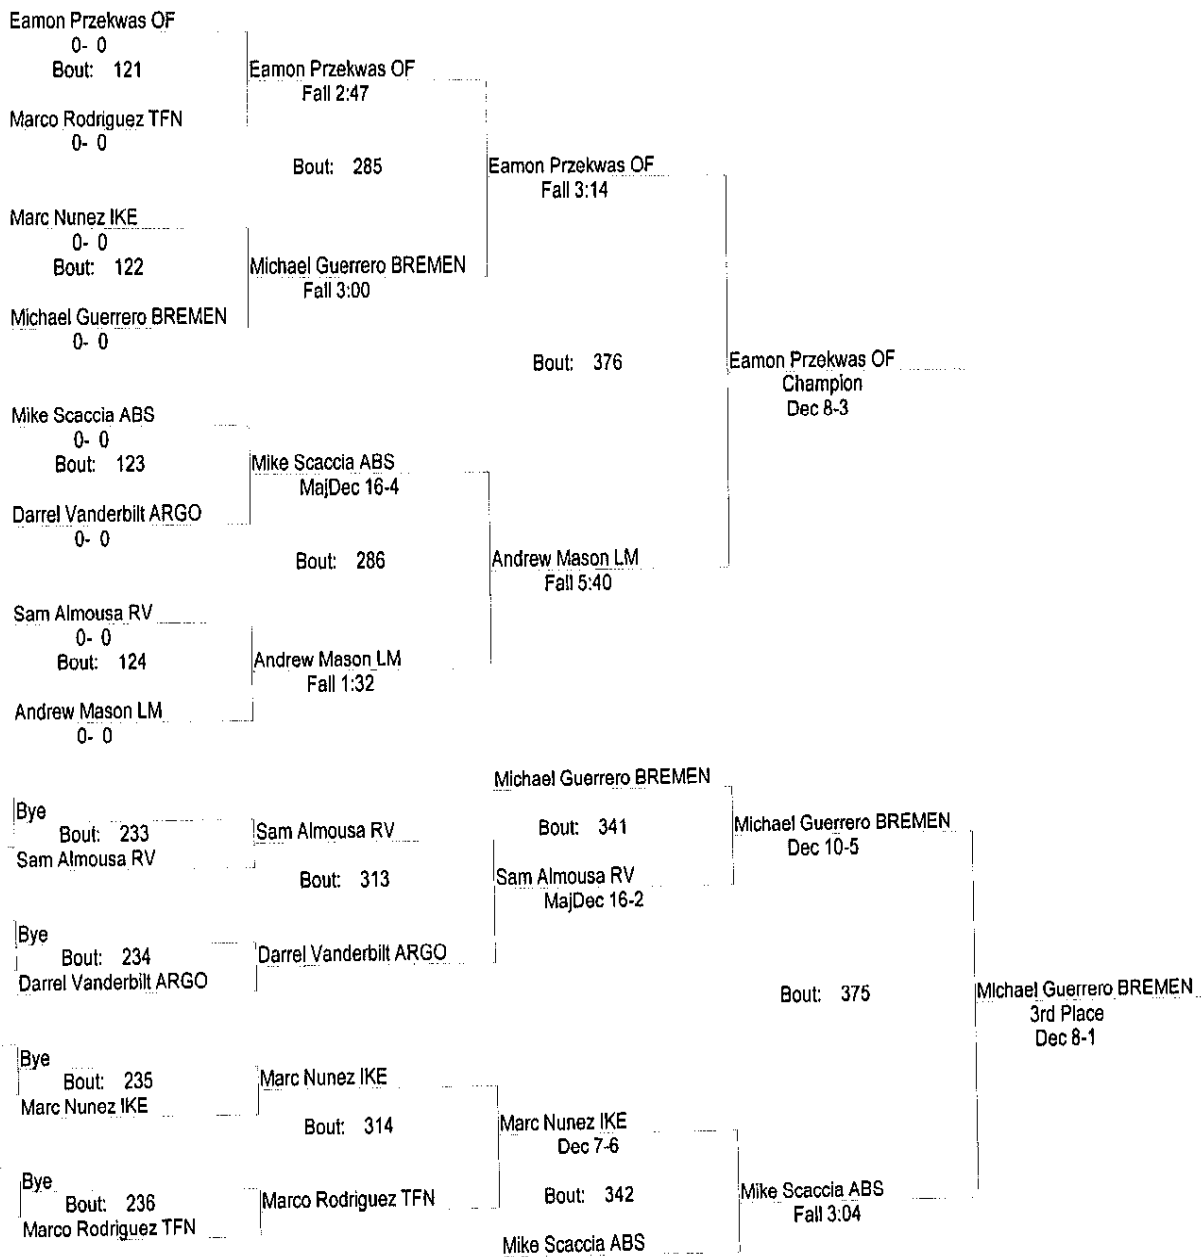 Eamon Przekwas OF
0- 0
Bout: 121
Marco Rodriguez TFN
0- 0
Eamon Przekwas OF
Fall 2:47
Bout: 285
Marc Nunez IKE
0- 0
Bout: 122
Michael Guerrero BREMEN
0- 0
Michael Guerrero BREMEN
Fall 3:00
Eamon Przekwas OF
Fall 3:14
Bout: 376
Eamon Przekwas OF
Champion
Dec 8-3
Mike Scaccia ABS
0- 0
Bout: 123
Darrel Vanderbilt ARGO
0- 0
Mike Scaccia ABS
MajDec 16-4
Bout: 286
Andrew Mason LM
Fall 5:40
Sam Almousa RV
0- 0
Bout: 124
Andrew Mason LM
0- 0
Andrew Mason LM
Fall 1:32
Bye
Bout: 233
Sam Almousa RV
Sam Almousa RV
Bout: 313
Bye
Bout: 234
Darrel Vanderbilt ARGO
Darrel Vanderbilt ARGO
Michael Guerrero BREMEN
Bout: 341
Sam Almousa RV
MajDec 16-2
Michael Guerrero BREMEN
Dec 10-5
Bout: 375
Michael Guerrero BREMEN
3rd Place
Dec 8-1
Bye
Bout: 235
Marc Nunez IKE
Marc Nunez IKE
Bout: 314
Bye
Bout: 236
Marco Rodriguez TFN
Marco Rodriguez TFN
Marc Nunez IKE
Dec 7-6
Bout: 342
Mike Scaccia ABS
Mike Scaccia ABS
Fall 3:04